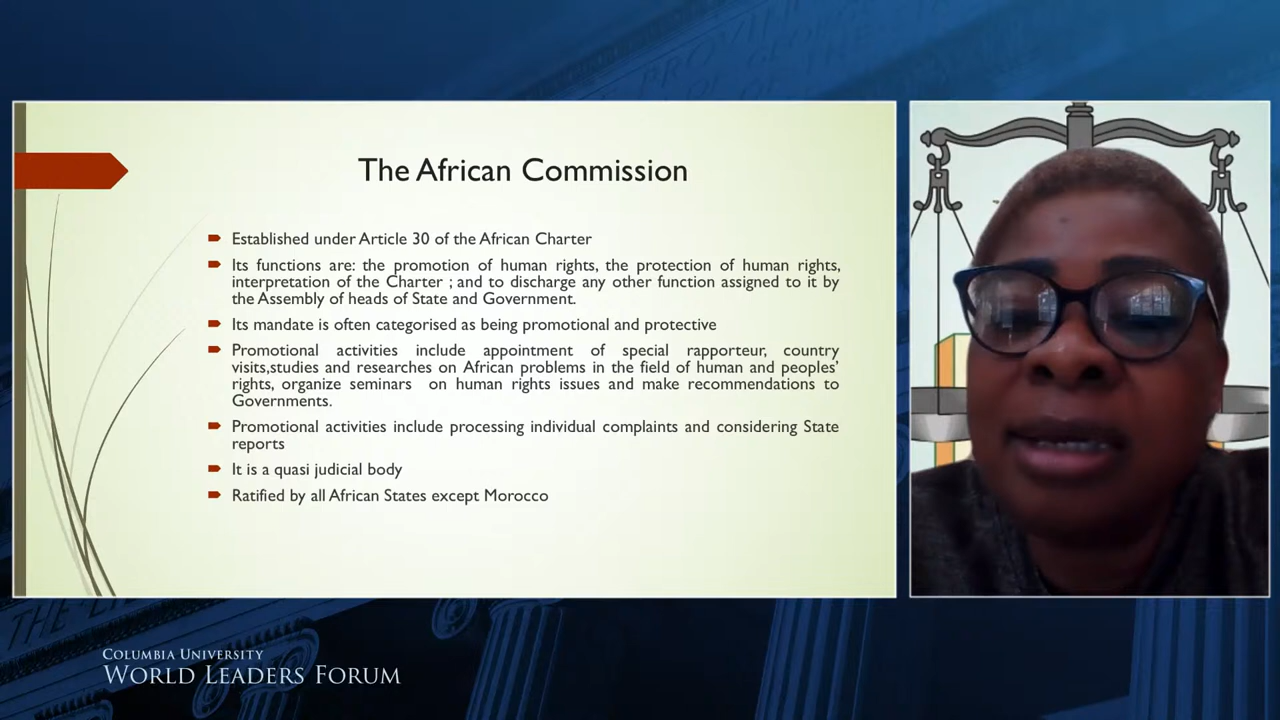 The African Commission
Established under Article 30 of the African Charter
Its functions are: the promotion of human rights, the protection of human rights,
interpretation of the Charter ; and to discharge any other function assigned to it by
the Assembly of heads of State and Government.
Its mandate is often categorised as being promotional and protective
Promotional activities include appointment of special rapporteur, country
visits,studies and researches on African problems in the field of human and peoples'
rights, organize seminars on human rights issues and make recommendations to
Governments.
Promotional activities include processing individual complaints and considering State
reports
It is a quasi judicial body
Ratified by all African States except Morocco
COLUMBIA UNIVERSITY
WORLD LEADERS FORUM